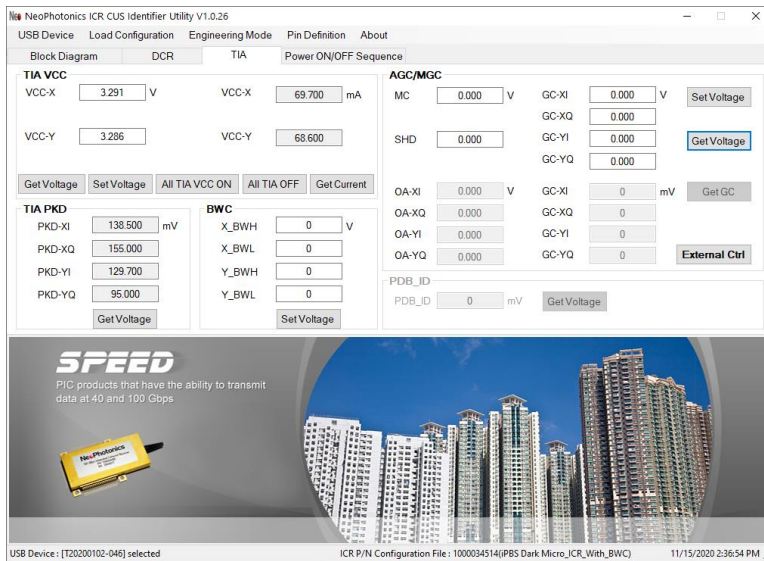 NeoPhotonics ICR CUS Identifier Utility V1.0.26
USB Device Load Configuration Engineering Mode Pin Definition About
Block Diagram DCR TIA Power ON/OFF Sequence
TIA VCC
VCC-X 3.291 V VCC-X 69.700 mA
VCC-Y 3.286 VCC-Y 68.600
Get Voltage Set Voltage All TIA VCC ON All TIA OFF Get Current
TIA PKD
PKD-XI 138.500 mV
PKD-XQ 155.000
PKD-YI 129.700
PKD-YQ 95.000
Get Voltage
BWC
X_BWH 0 V
X_BWL 0
Y_BWH 0
Y_BWL 0
Set Voltage
AGC/MGC
MC 0.000 V GC-XI 0.000 V Set Voltage
GC-XQ 0.000
SHD 0.000 GC-YI 0.000 Get Voltage
GC-YQ 0.000
OA-XI 0.000 V GC-XI 0 mV Get GC
OA-XQ 0.000 GC-XQ 0
OA-YI 0.000 GC-YI 0
OA-YQ 0.000 GC-YQ 0 External Ctrl
PDB_ID
PDB_ID 0 mV Get Voltage
SPEED
PIC products that have the ability to transmit
data at 40 and 100 Gbps
NeoPhotonics
USB Device : [T20200102-046] selected ICR P/N Configuration File : 1000034514(iPBS Dark Micro_ICR_With_BWC) 11/15/2020 2:36:54 PM